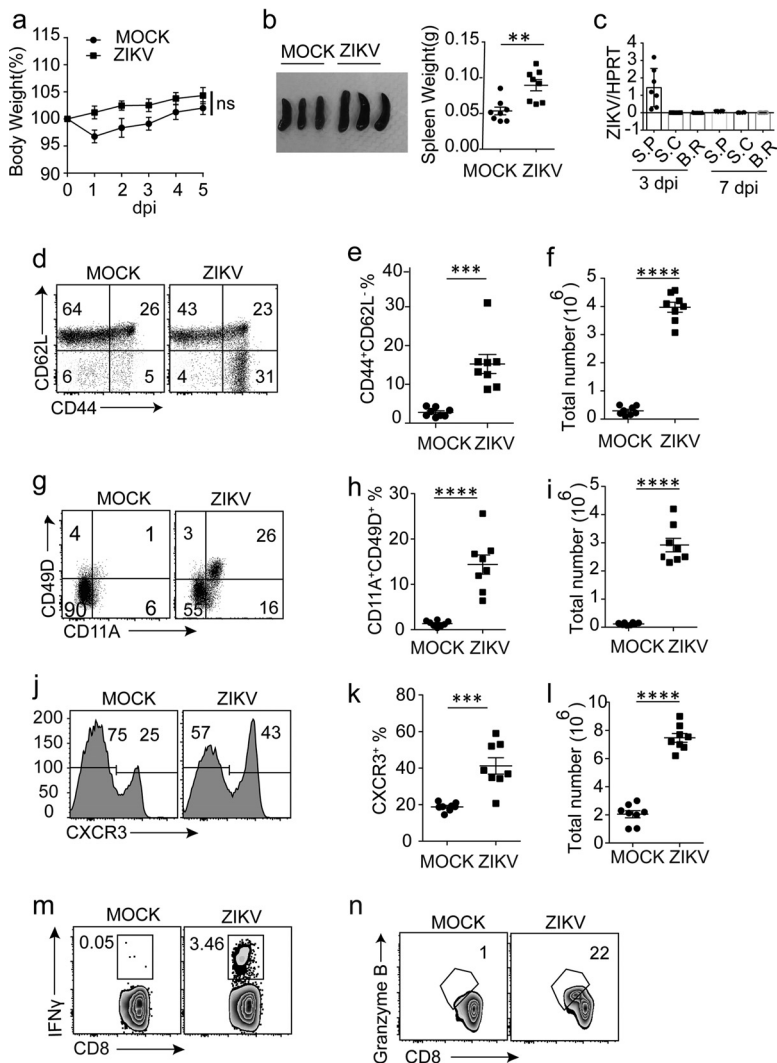 a
MOCK
ZIKV
Body Weight(%)
115
110
105
100
95
90
0 1 2 3 4 5
dpi
ns
b
MOCK ZIKV
**
Spleen Weight(g)
0.15
0.10
0.05
0.00
MOCK ZIKV
c
ZIKV/HPRT
4
3
2
1
0
-1
S.P S.C B.R S.P S.C B.R
3 dpi 7 dpi
d
MOCK ZIKV
64 26 43 23
6 5 4 31
CD62L
CD44
e
***
CD44+CD62L- %
40
30
20
10
0
MOCK ZIKV
f
****
Total number (10^6)
6
5
4
3
2
1
0
MOCK ZIKV
g
MOCK ZIKV
4 1 3 26
90 6 55 16
CD49D
CD11A
h
****
CD11A+CD49D+ %
30
20
10
0
MOCK ZIKV
i
****
Total number (10^6)
5
4
3
2
1
0
MOCK ZIKV
j
MOCK ZIKV
200
150
100
50
0
75 25 57 43
CXCR3
k
***
CXCR3+ %
80
60
40
20
0
MOCK ZIKV
l
****
Total number (10^6)
10
8
6
4
2
0
MOCK ZIKV
m
MOCK ZIKV
0.05 3.46
IFNγ
CD8
n
MOCK ZIKV
1 22
Granzyme B
CD8